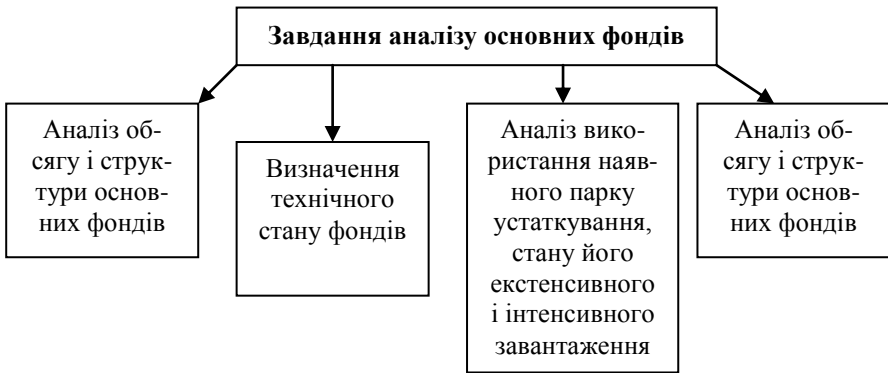 Завдання аналізу основних фондів
Аналіз об-
сягу і струк-
тури основ-
них фондів
Визначення
технічного
стану фондів
Аналіз вико-
ристання наяв-
ного парку
устаткування,
стану його
екстенсивного
і інтенсивного
завантаження
Аналіз об-
сягу і струк-
тури основ-
них фондів